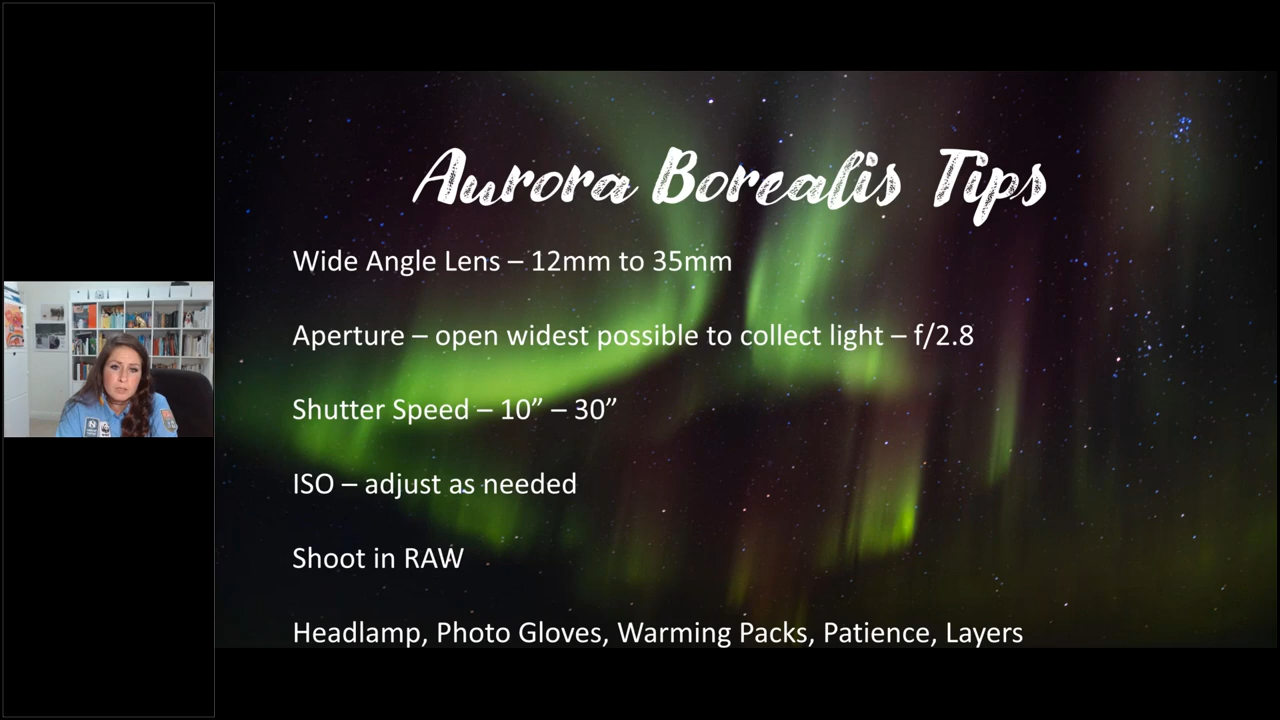 Aurora Borealis Tips
Wide Angle Lens – 12mm to 35mm
Aperture – open widest possible to collect light – f/2.8
Shutter Speed – 10” – 30”
ISO – adjust as needed
Shoot in RAW
Headlamp, Photo Gloves, Warming Packs, Patience, Layers